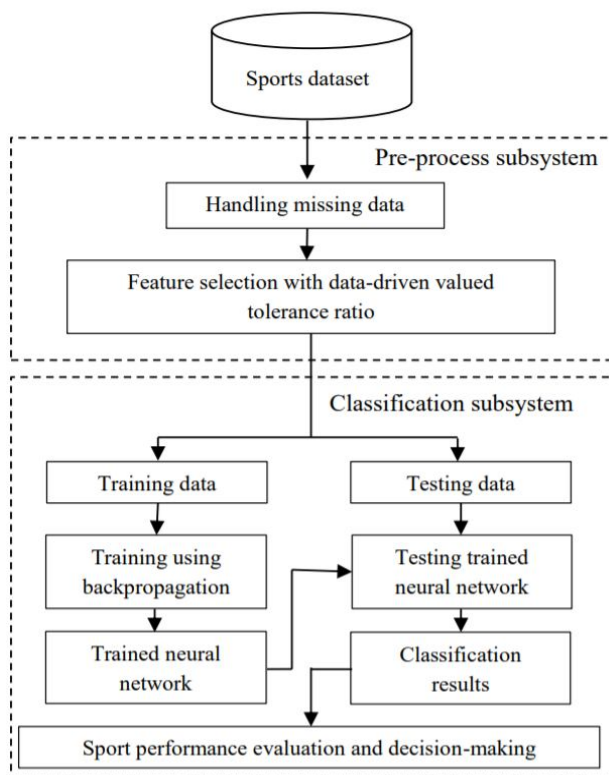 Sports dataset
Pre-process subsystem
Handling missing data
Feature selection with data-driven valued
tolerance ratio
Classification subsystem
Training data
Testing data
Training using
backpropagation
Testing trained
neural network
Trained neural
network
Classification
results
Sport performance evaluation and decision-making